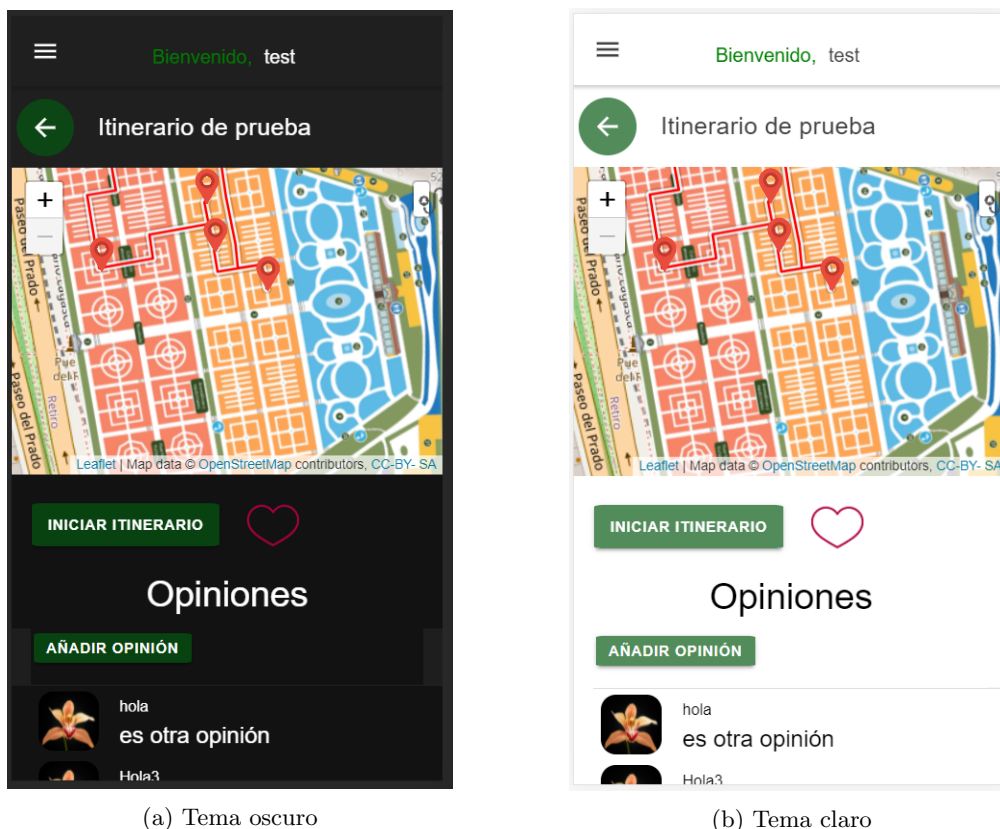 Bienvenido, test
Itinerario de prueba
+
−
Paseo del Prado
Retiro
Paseo del Prado
Leaflet | Map data © OpenStreetMap contributors, CC-BY- SA
INICIAR ITINERARIO
Opiniones
AÑADIR OPINIÓN
hola
es otra opinión
Hola3
(a) Tema oscuro
Bienvenido, test
Itinerario de prueba
+
−
Paseo del Prado
Retiro
Paseo del Prado
Leaflet | Map data © OpenStreetMap contributors, CC-BY- SA
INICIAR ITINERARIO
Opiniones
AÑADIR OPINIÓN
hola
es otra opinión
Hola3
(b) Tema claro